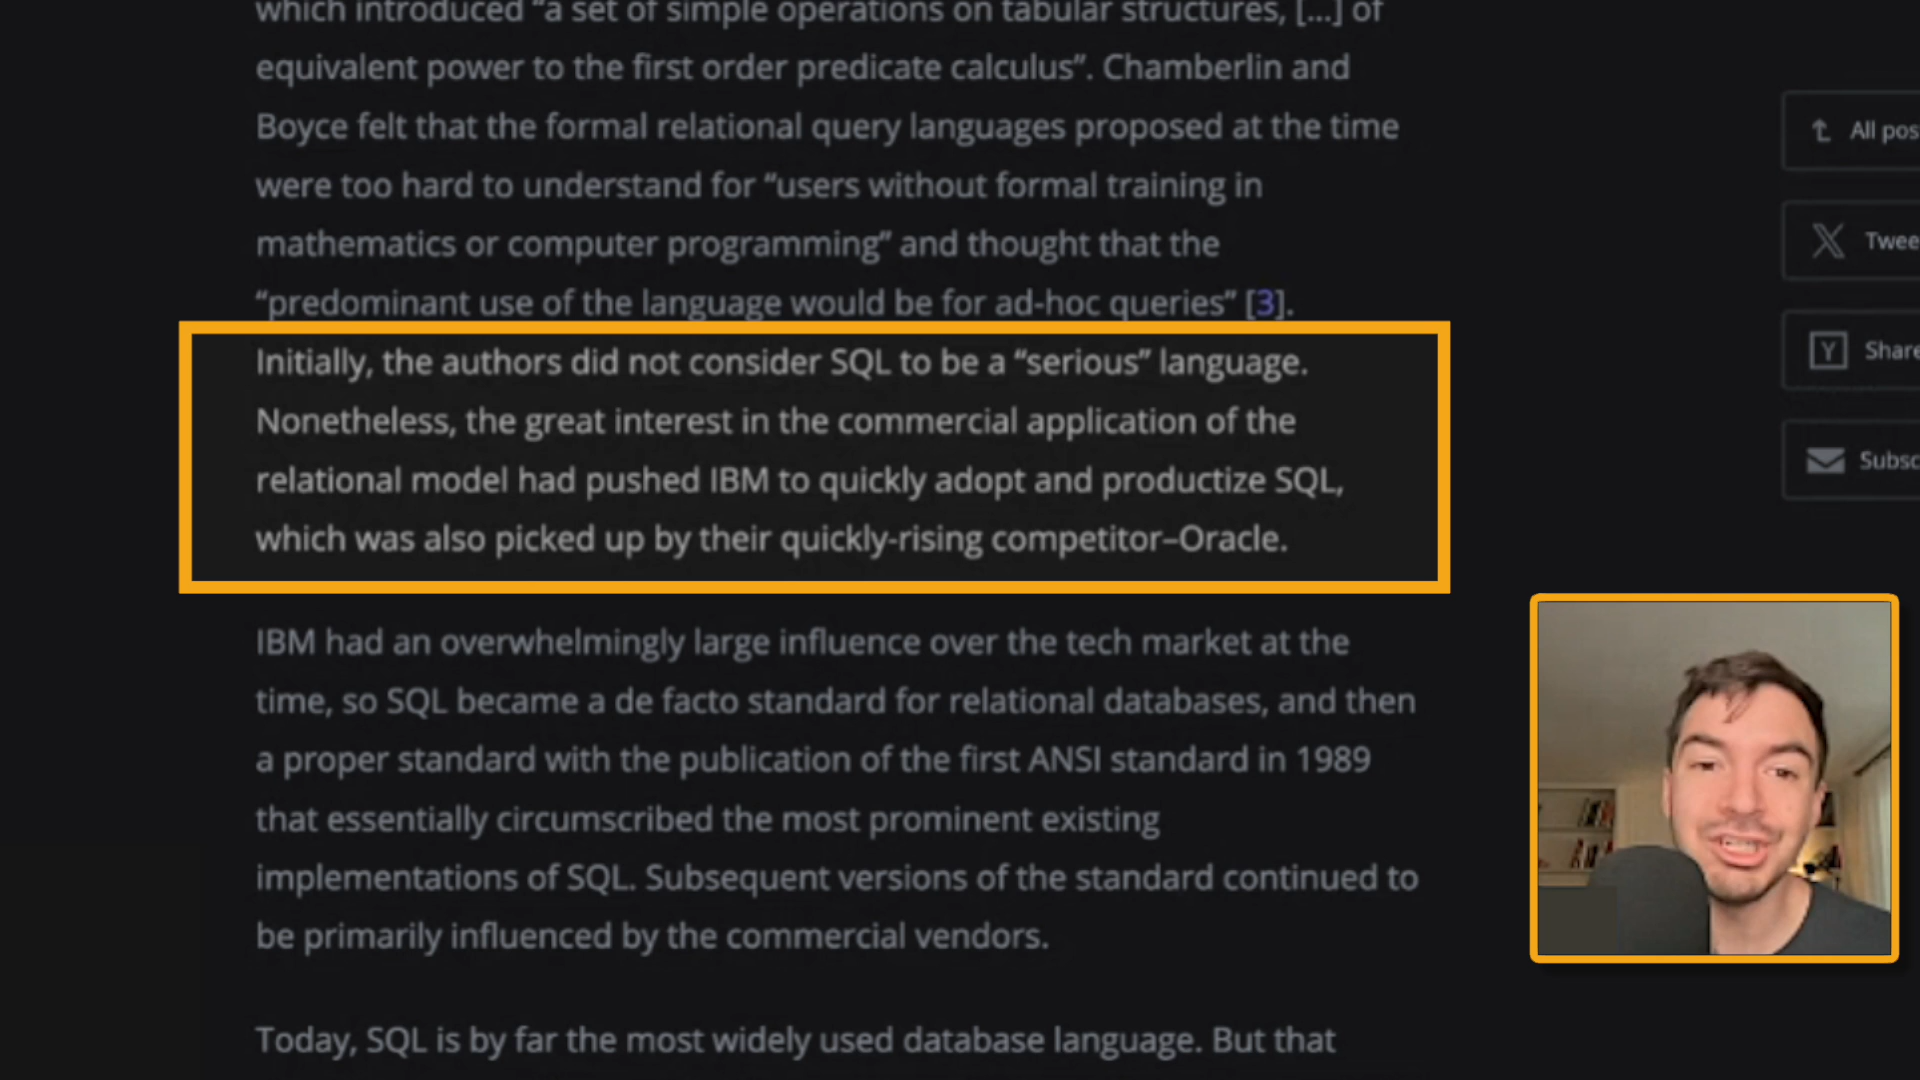 which introduced “a set of simple operations on tabular structures, [...] of
equivalent power to the first order predicate calculus”. Chamberlin and
Boyce felt that the formal relational query languages proposed at the time
were too hard to understand for “users without formal training in
mathematics or computer programming” and thought that the
“predominant use of the language would be for ad-hoc queries” [3].
Initially, the authors did not consider SQL to be a “serious” language.
Nonetheless, the great interest in the commercial application of the
relational model had pushed IBM to quickly adopt and productize SQL,
which was also picked up by their quickly-rising competitor–Oracle.
IBM had an overwhelmingly large influence over the tech market at the
time, so SQL became a de facto standard for relational databases, and then
a proper standard with the publication of the first ANSI standard in 1989
that essentially circumscribed the most prominent existing
implementations of SQL. Subsequent versions of the standard continued to
be primarily influenced by the commercial vendors.
Today, SQL is by far the most widely used database language. But that
All pos
Twee
Y Share
Subsc